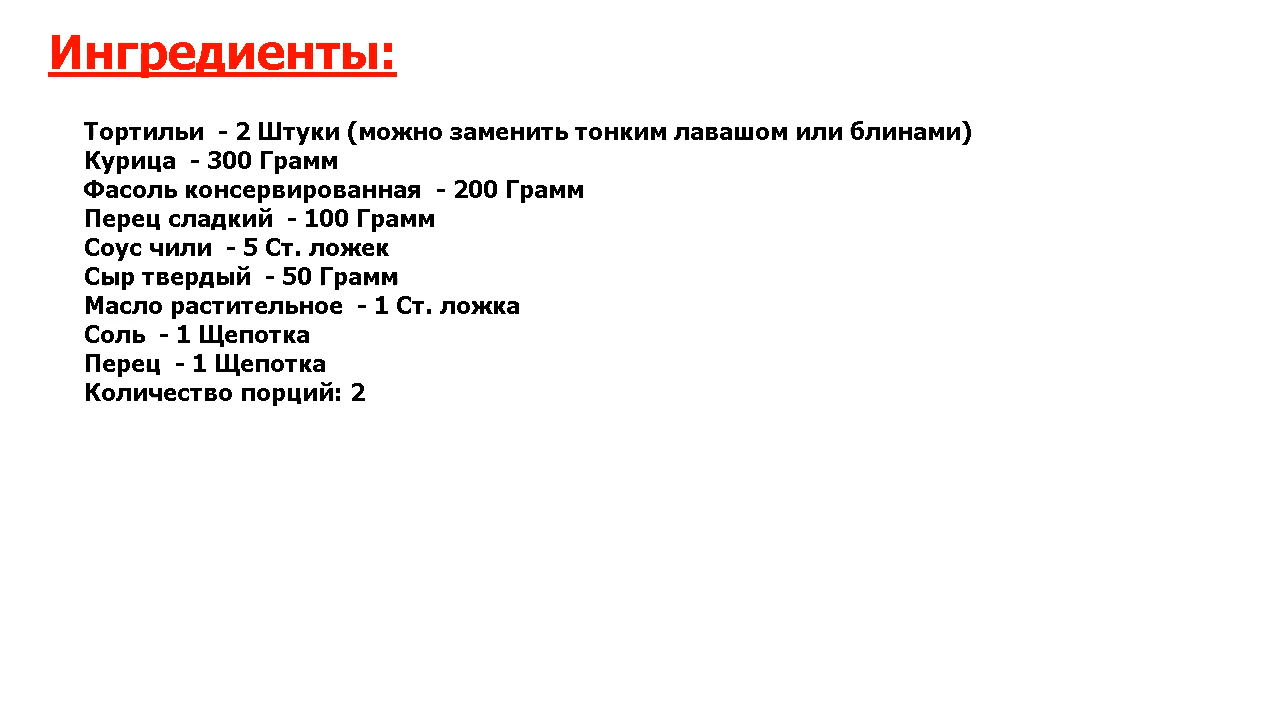 Ингредиенты:
Тортильи  - 2 Штуки (можно заменить тонким лавашом или блинами)
Курица  - 300 Грамм
Фасоль консервированная  - 200 Грамм
Перец сладкий  - 100 Грамм
Соус чили  - 5 Ст. ложек
Сыр твердый  - 50 Грамм
Масло растительное  - 1 Ст. ложка
Соль  - 1 Щепотка
Перец  - 1 Щепотка
Количество порций: 2